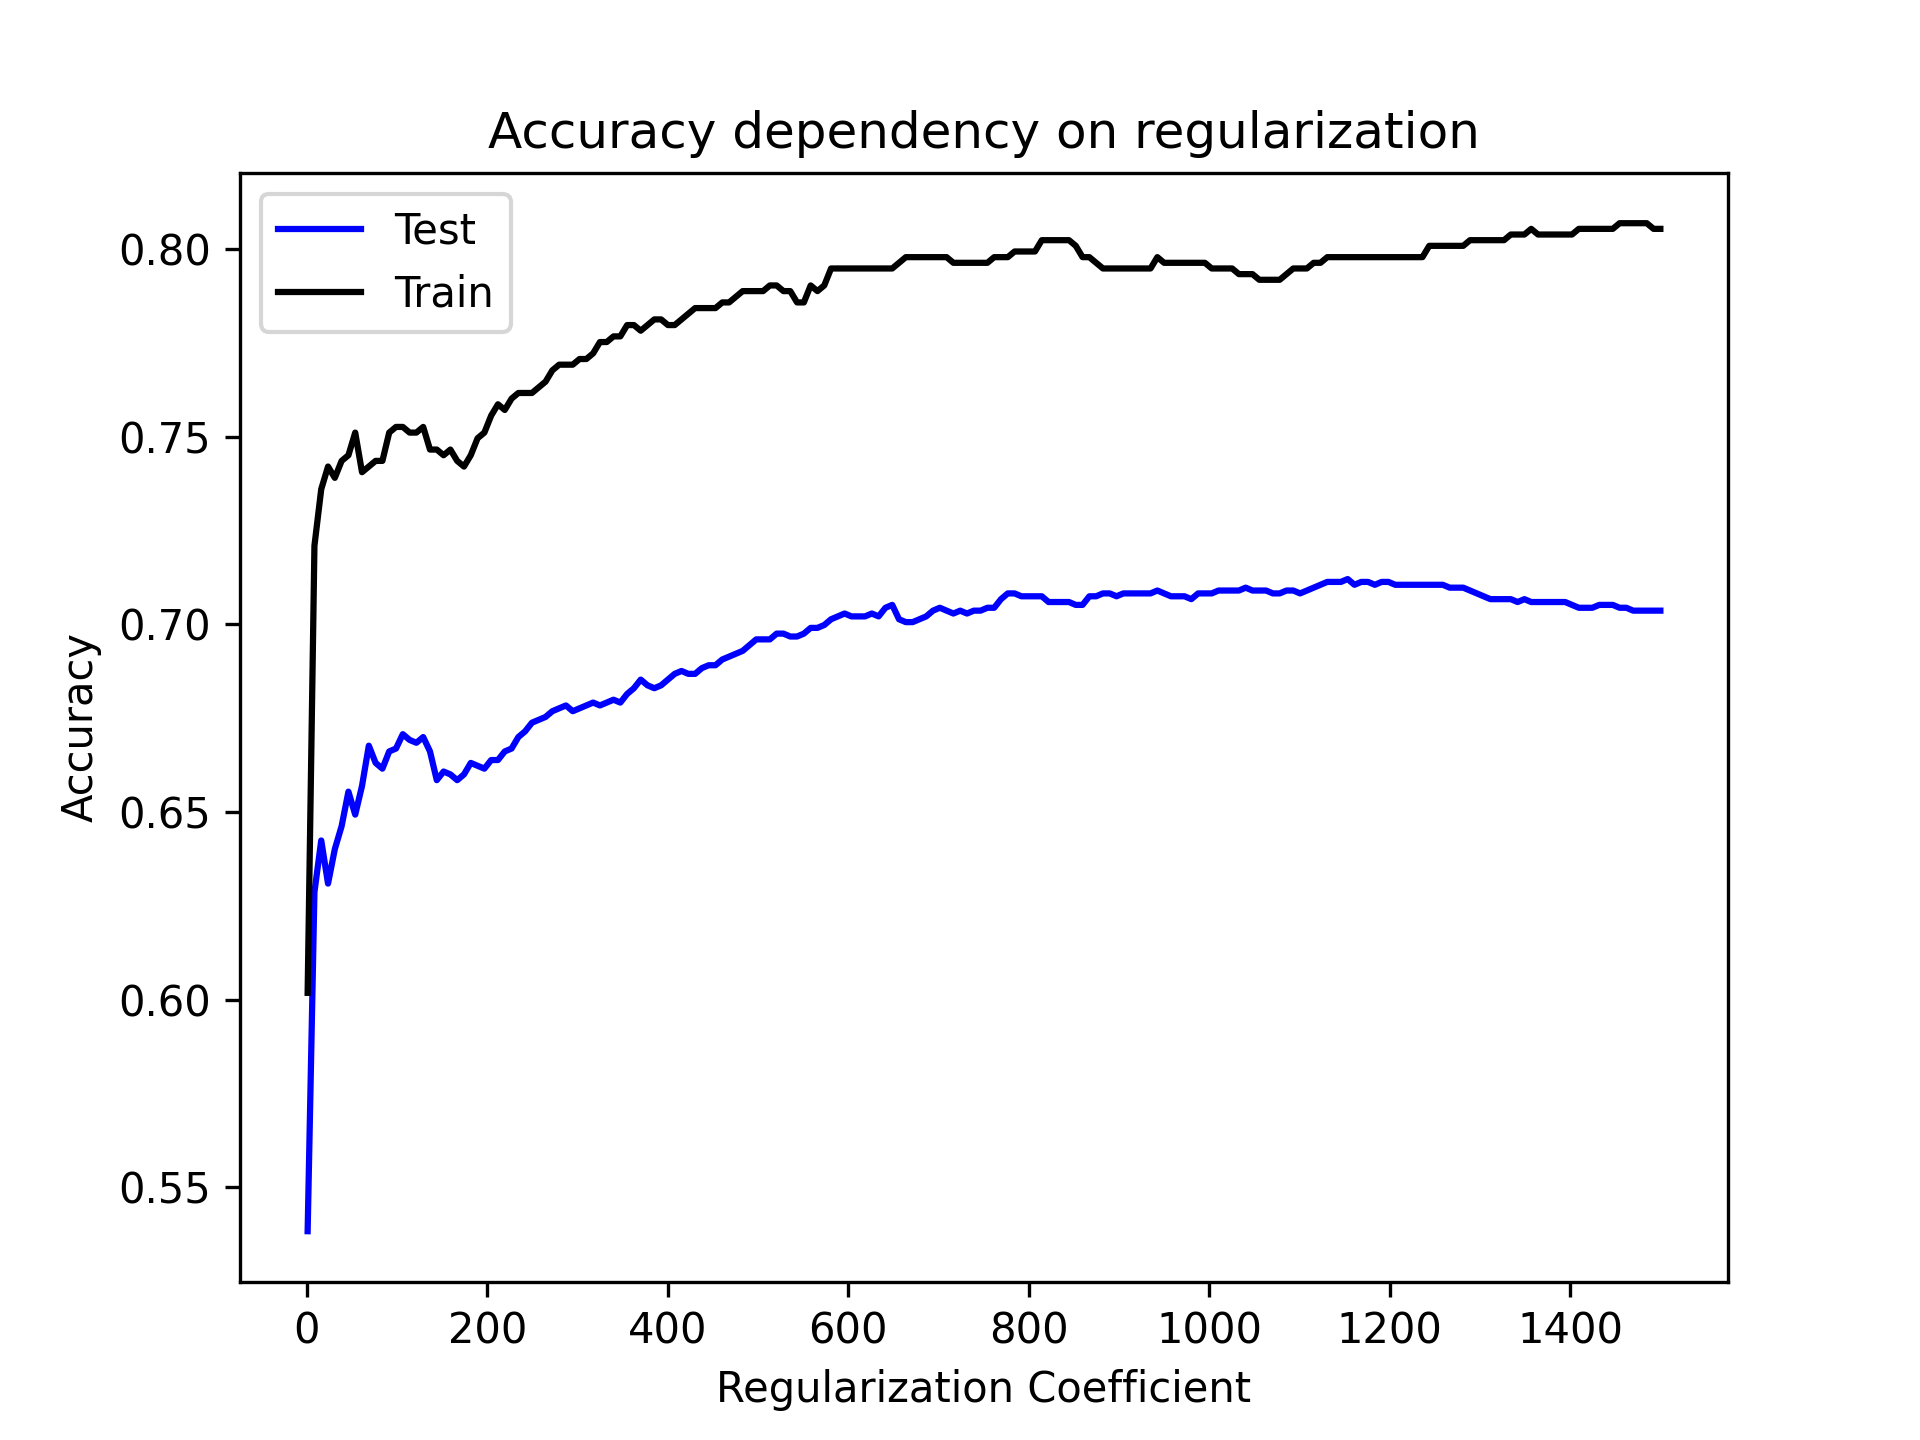 Accuracy dependency on regularization
Test
Train
0.80
0.75
0.70
0.65
0.60
0.55
Accuracy
0 200 400 600 800 1000 1200 1400
Regularization Coefficient